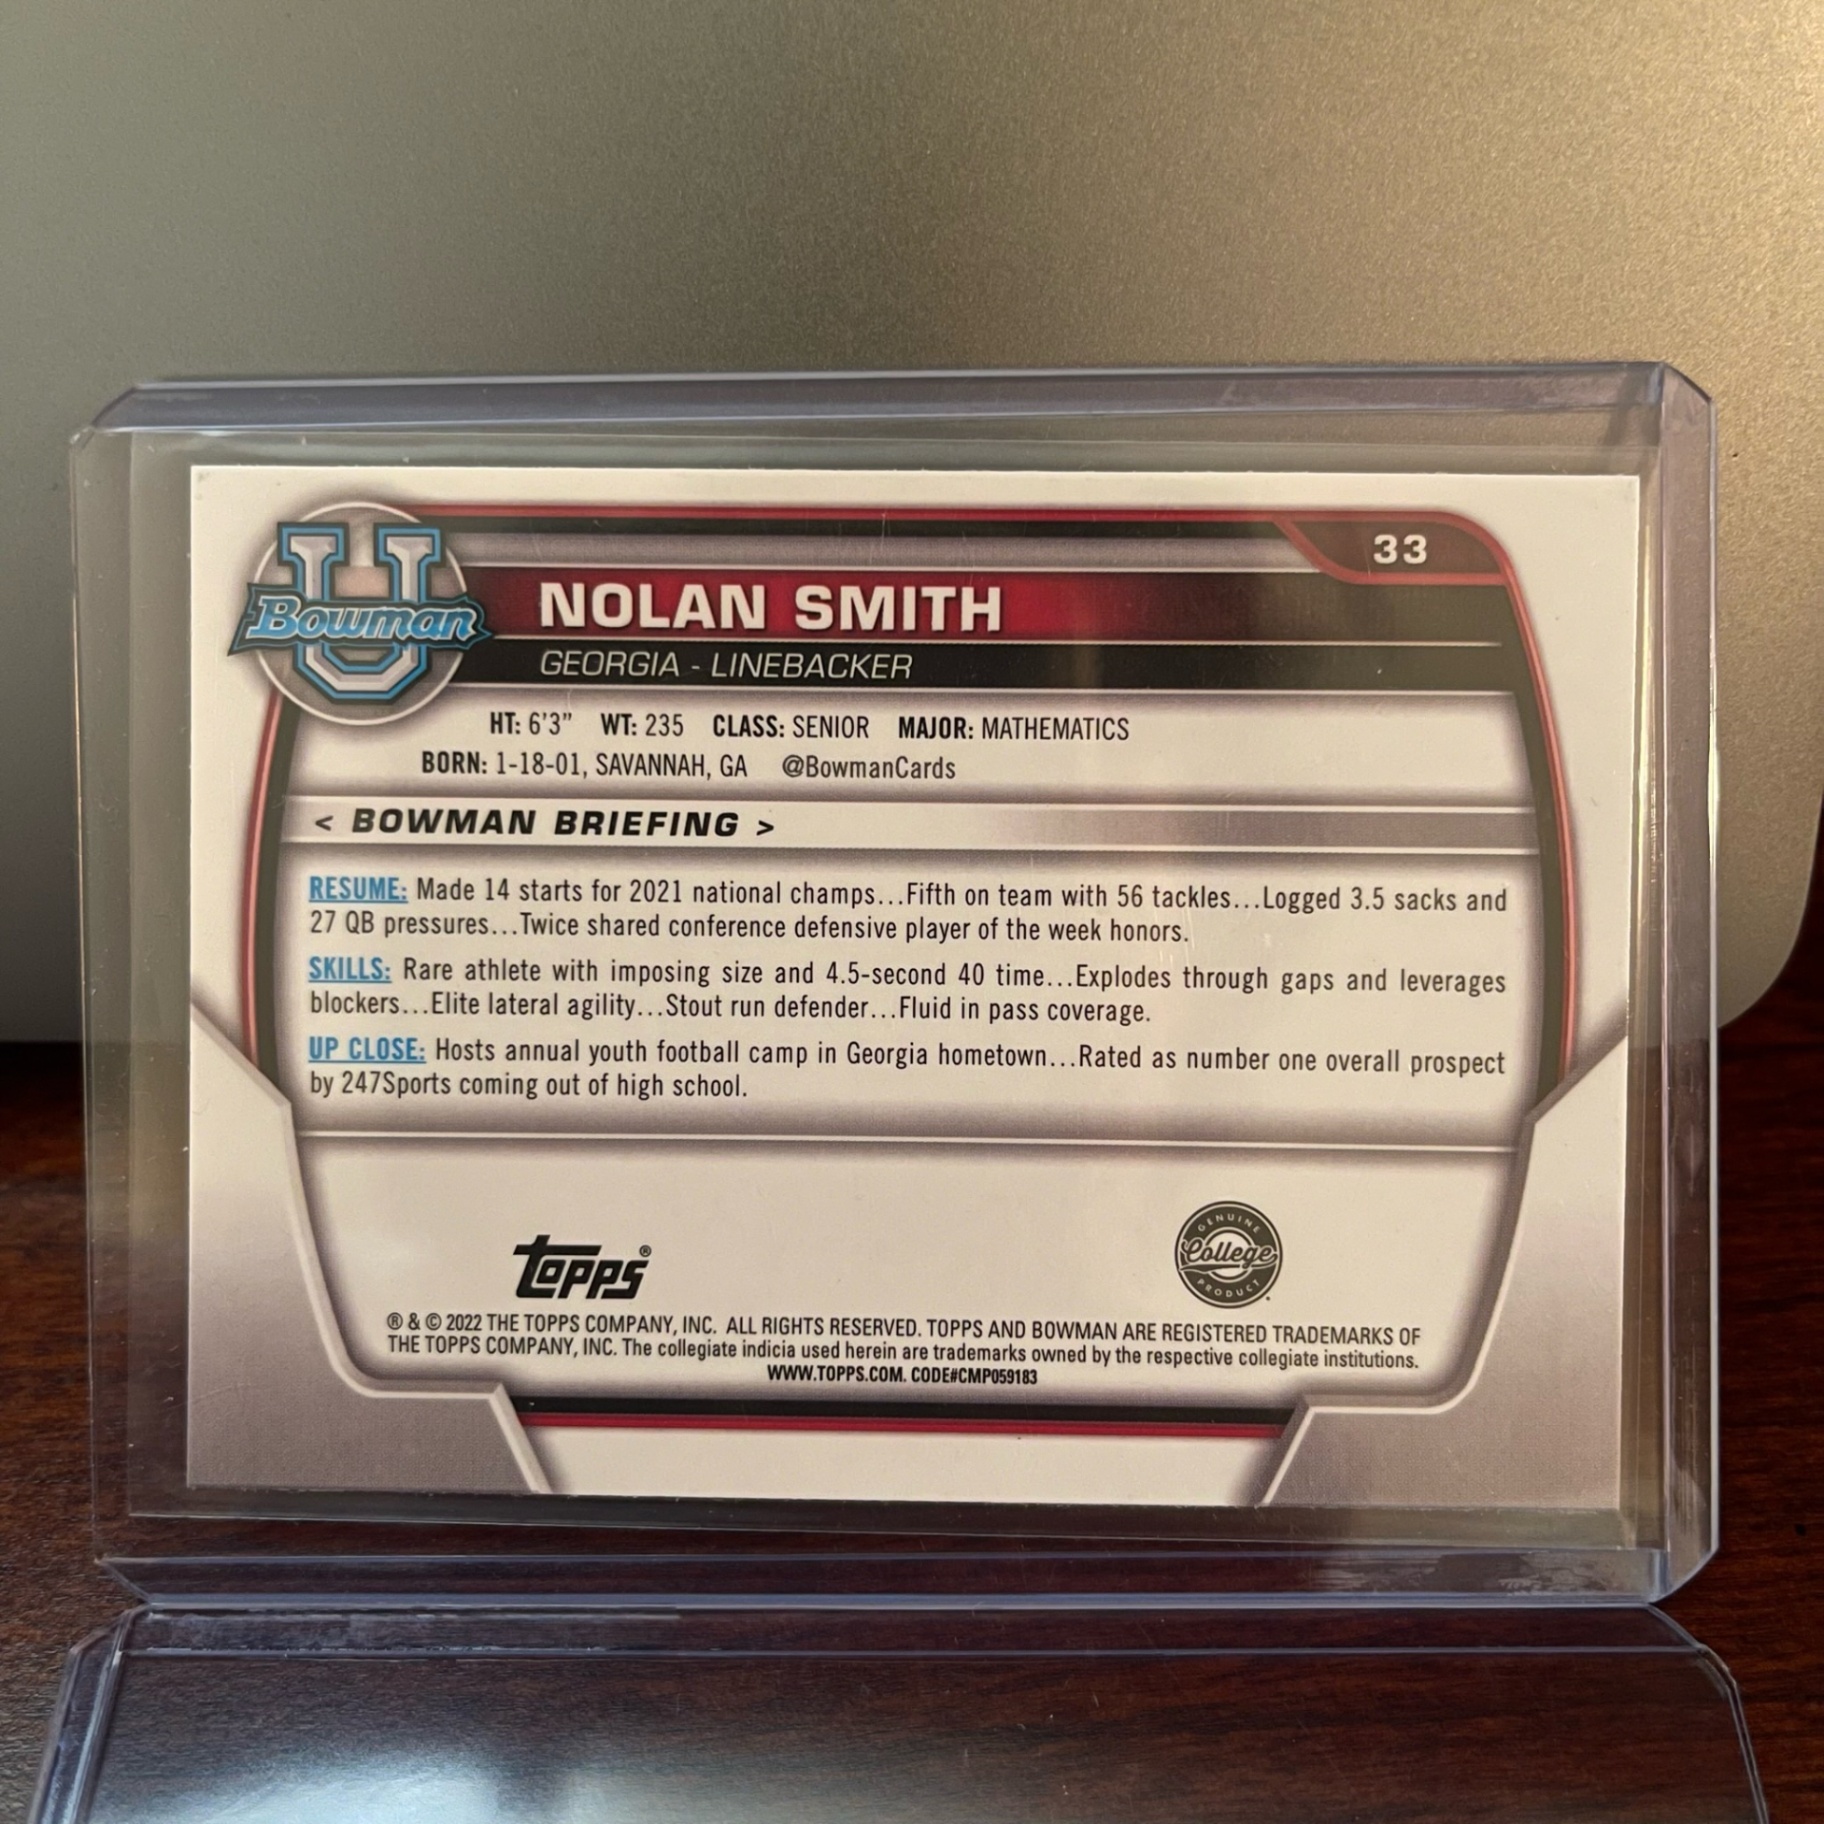 33
U
Bowman
NOLAN SMITH
GEORGIA - LINEBACKER
HT: 6'3" WT: 235 CLASS: SENIOR MAJOR: MATHEMATICS
BORN: 1-18-01, SAVANNAH, GA @BowmanCards
< BOWMAN BRIEFING >
RESUME: Made 14 starts for 2021 national champs...Fifth on team with 56 tackles...Logged 3.5 sacks and
27 QB pressures...Twice shared conference defensive player of the week honors.
SKILLS: Rare athlete with imposing size and 4.5-second 40 time...Explodes through gaps and leverages
blockers...Elite lateral agility...Stout run defender...Fluid in pass coverage.
UP CLOSE: Hosts annual youth football camp in Georgia hometown...Rated as number one overall prospect
by 247Sports coming out of high school.
Topps®
GENUINE
College
PRODUCT
® & © 2022 THE TOPPS COMPANY, INC. ALL RIGHTS RESERVED. TOPPS AND BOWMAN ARE REGISTERED TRADEMARKS OF
THE TOPPS COMPANY, INC. The collegiate indicia used herein are trademarks owned by the respective collegiate institutions.
WWW.TOPPS.COM. CODE#CMP059183